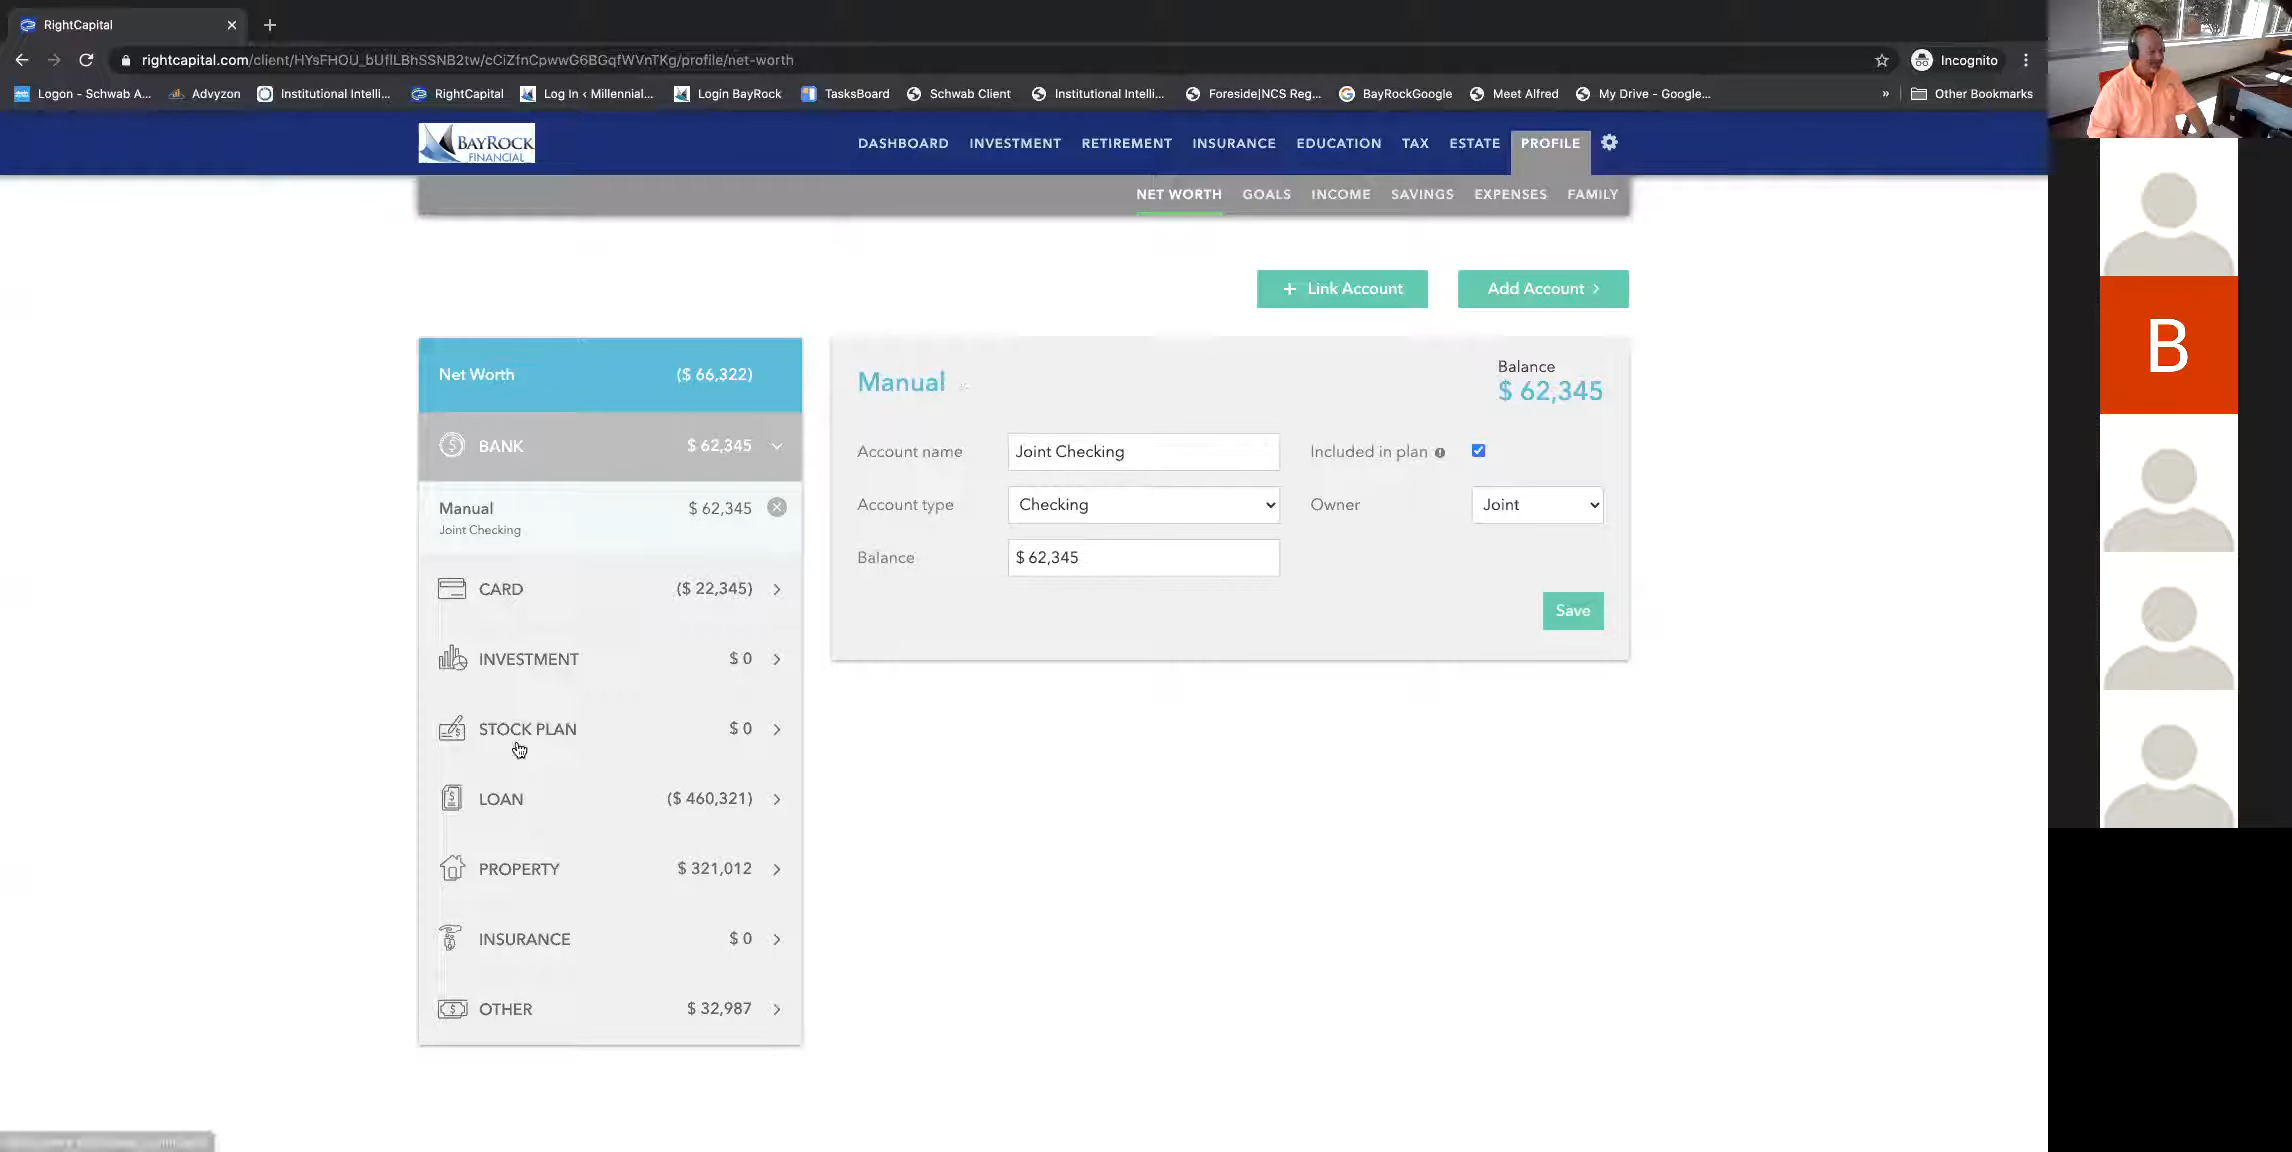 RightCapital
rightcapital.com/client/HYsFHOU_bUfILBhSSNB2tw/cCiZfnCpwwG6BGqfWVnTKg/profile/net-worth
Incognito
Logon - Schwab A...
Advyzon
Institutional Intelli...
RightCapital
Log In ‹ Millennial...
Login BayRock
TasksBoard
Schwab Client
Institutional Intelli...
Foreside|NCS Reg...
BayRockGoogle
Meet Alfred
My Drive - Google...
»
Other Bookmarks
BAYROCK
FINANCIAL
DASHBOARD
INVESTMENT
RETIREMENT
INSURANCE
EDUCATION
TAX
ESTATE
PROFILE
NET WORTH
GOALS
INCOME
SAVINGS
EXPENSES
FAMILY
+ Link Account
Add Account >
Net Worth ($ 66,322)
BANK $ 62,345
Manual $ 62,345
Joint Checking
CARD ($ 22,345)
INVESTMENT $ 0
STOCK PLAN $ 0
LOAN ($ 460,321)
PROPERTY $ 321,012
INSURANCE $ 0
OTHER $ 32,987
Manual
Balance
$ 62,345
Account name Joint Checking
Included in plan
Account type Checking
Owner Joint
Balance $ 62,345
Save
B